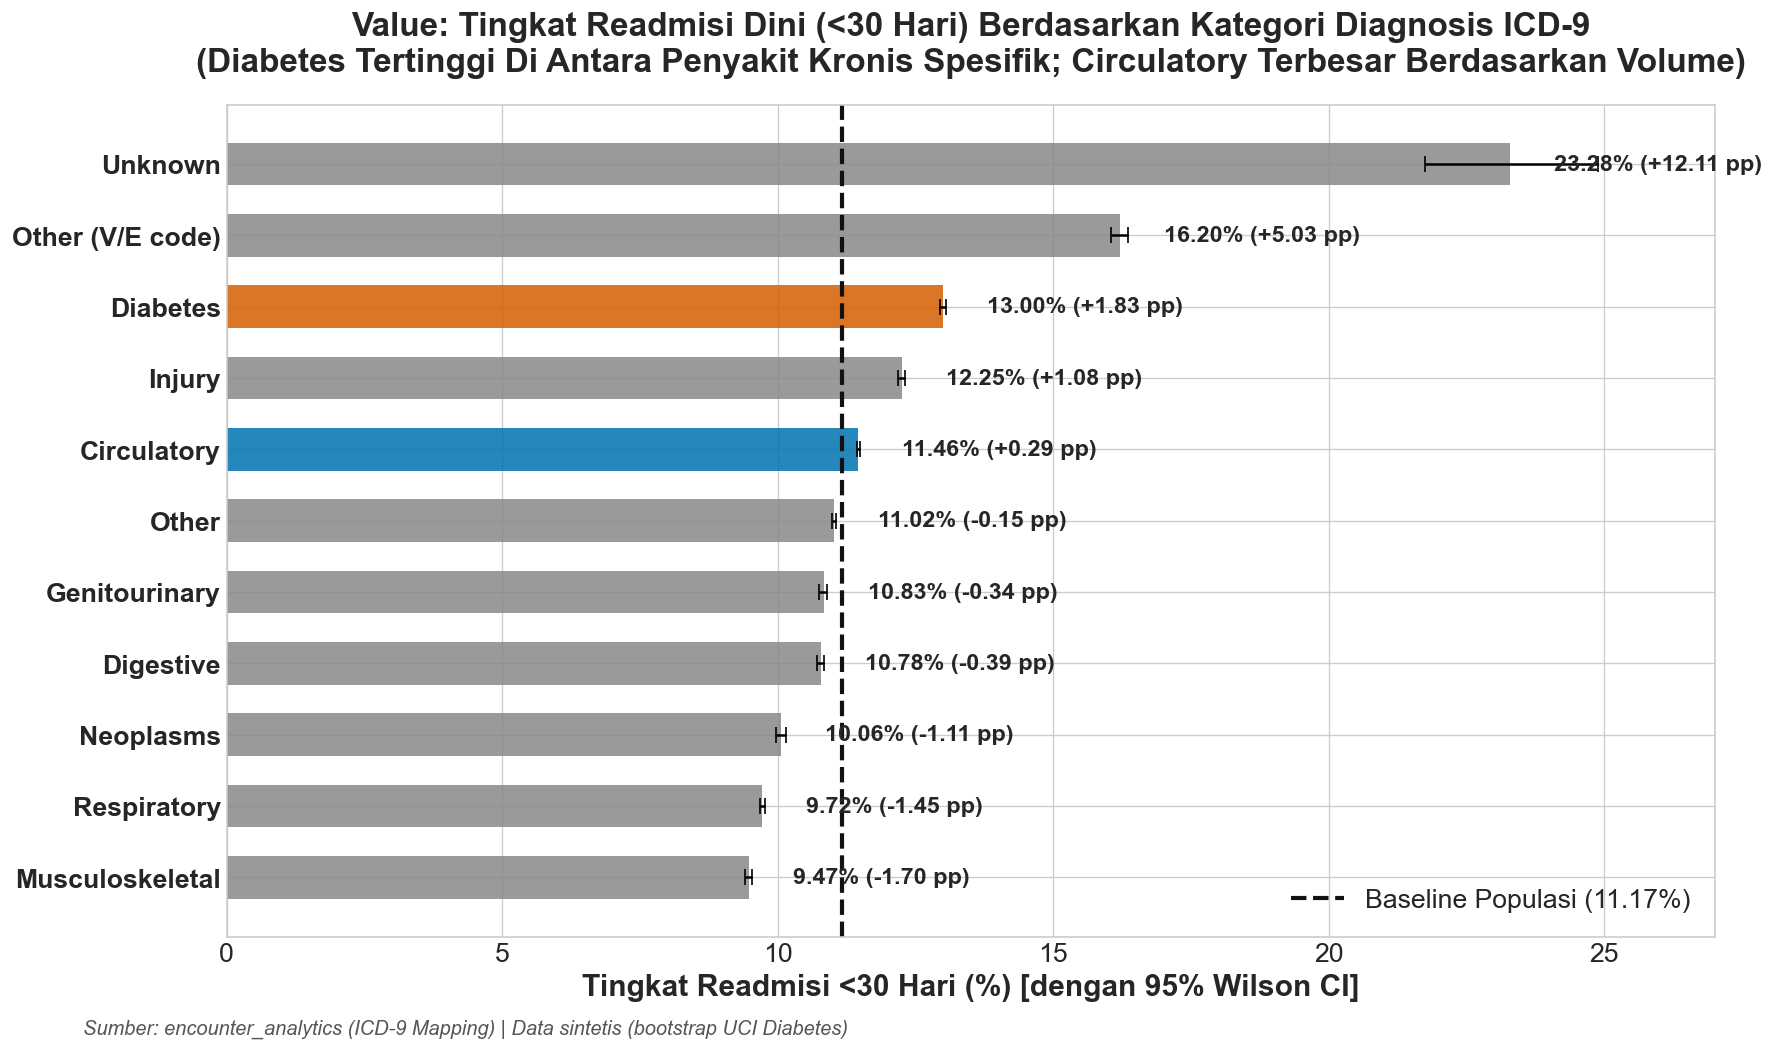 Value: Tingkat Readmisi Dini (<30 Hari) Berdasarkan Kategori Diagnosis ICD-9
(Diabetes Tertinggi Di Antara Penyakit Kronis Spesifik; Circulatory Terbesar Berdasarkan Volume)
Unknown 23.28% (+12.11 pp)
Other (V/E code) 16.20% (+5.03 pp)
Diabetes 13.00% (+1.83 pp)
Injury 12.25% (+1.08 pp)
Circulatory 11.46% (+0.29 pp)
Other 11.02% (-0.15 pp)
Genitourinary 10.83% (-0.34 pp)
Digestive 10.78% (-0.39 pp)
Neoplasms 10.06% (-1.11 pp)
Respiratory 9.72% (-1.45 pp)
Musculoskeletal 9.47% (-1.70 pp)
Baseline Populasi (11.17%)
0 5 10 15 20 25
Tingkat Readmisi <30 Hari (%) [dengan 95% Wilson CI]
Sumber: encounter_analytics (ICD-9 Mapping) | Data sintetis (bootstrap UCI Diabetes)